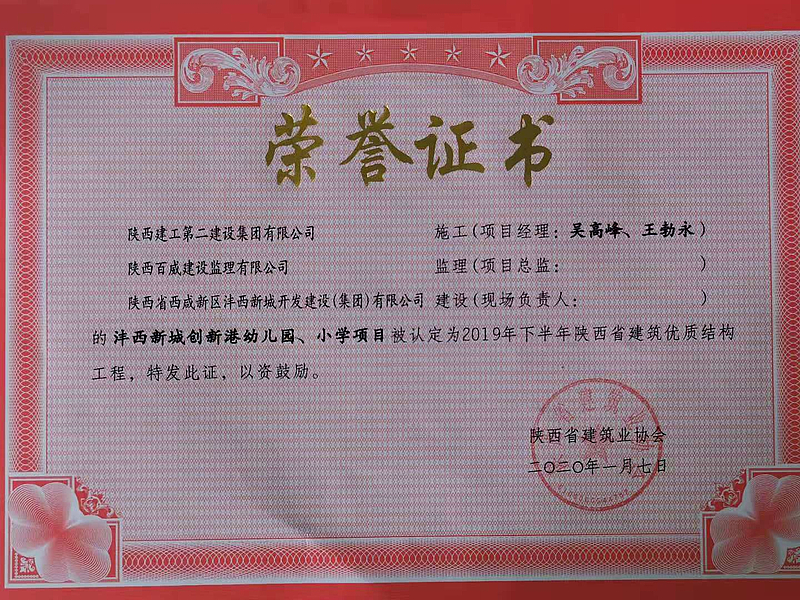 荣誉证书
陕西建工第二建设集团有限公司 施工(项目经理：吴高峰、王勃永)
陕西百威建设监理有限公司 监理(项目总监： )
陕西省西咸新区沣西新城开发建设(集团)有限公司 建设(现场负责人： )
的 沣西新城创新港幼儿园、小学项目 被认定为2019年下半年陕西省建筑优质结构
工程，特发此证，以资鼓励。
陕西省建筑业协会
二〇二〇年一月七日